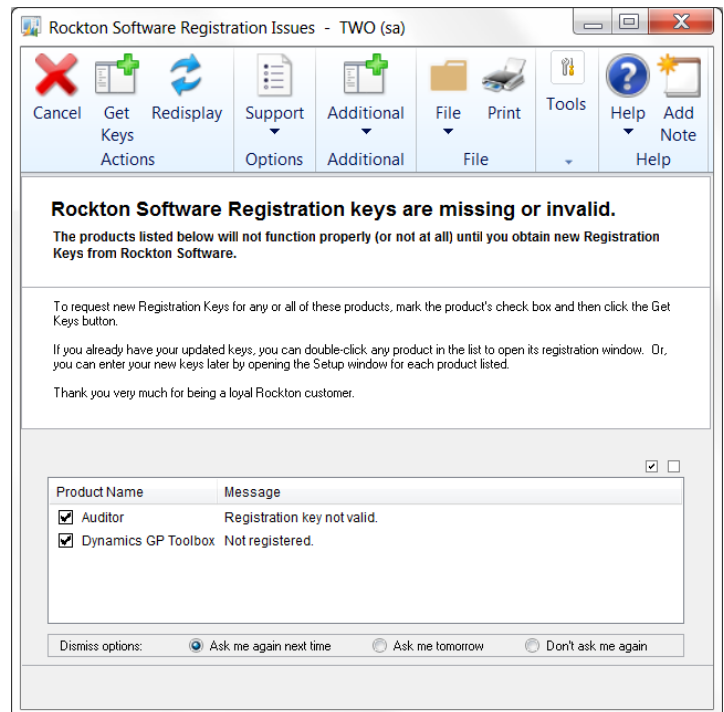 Rockton Software Registration Issues - TWO (sa)
Cancel Get Keys Redisplay Support Additional File Print Tools Help Add Note
Actions Options Additional File Help
Rockton Software Registration keys are missing or invalid.
The products listed below will not function properly (or not at all) until you obtain new Registration
Keys from Rockton Software.
To request new Registration Keys for any or all of these products, mark the product's check box and then click the Get
Keys button.
If you already have your updated keys, you can double-click any product in the list to open its registration window. Or,
you can enter your new keys later by opening the Setup window for each product listed.
Thank you very much for being a loyal Rockton customer.
Product Name Message
Auditor Registration key not valid.
Dynamics GP Toolbox Not registered.
Dismiss options: Ask me again next time Ask me tomorrow Don't ask me again